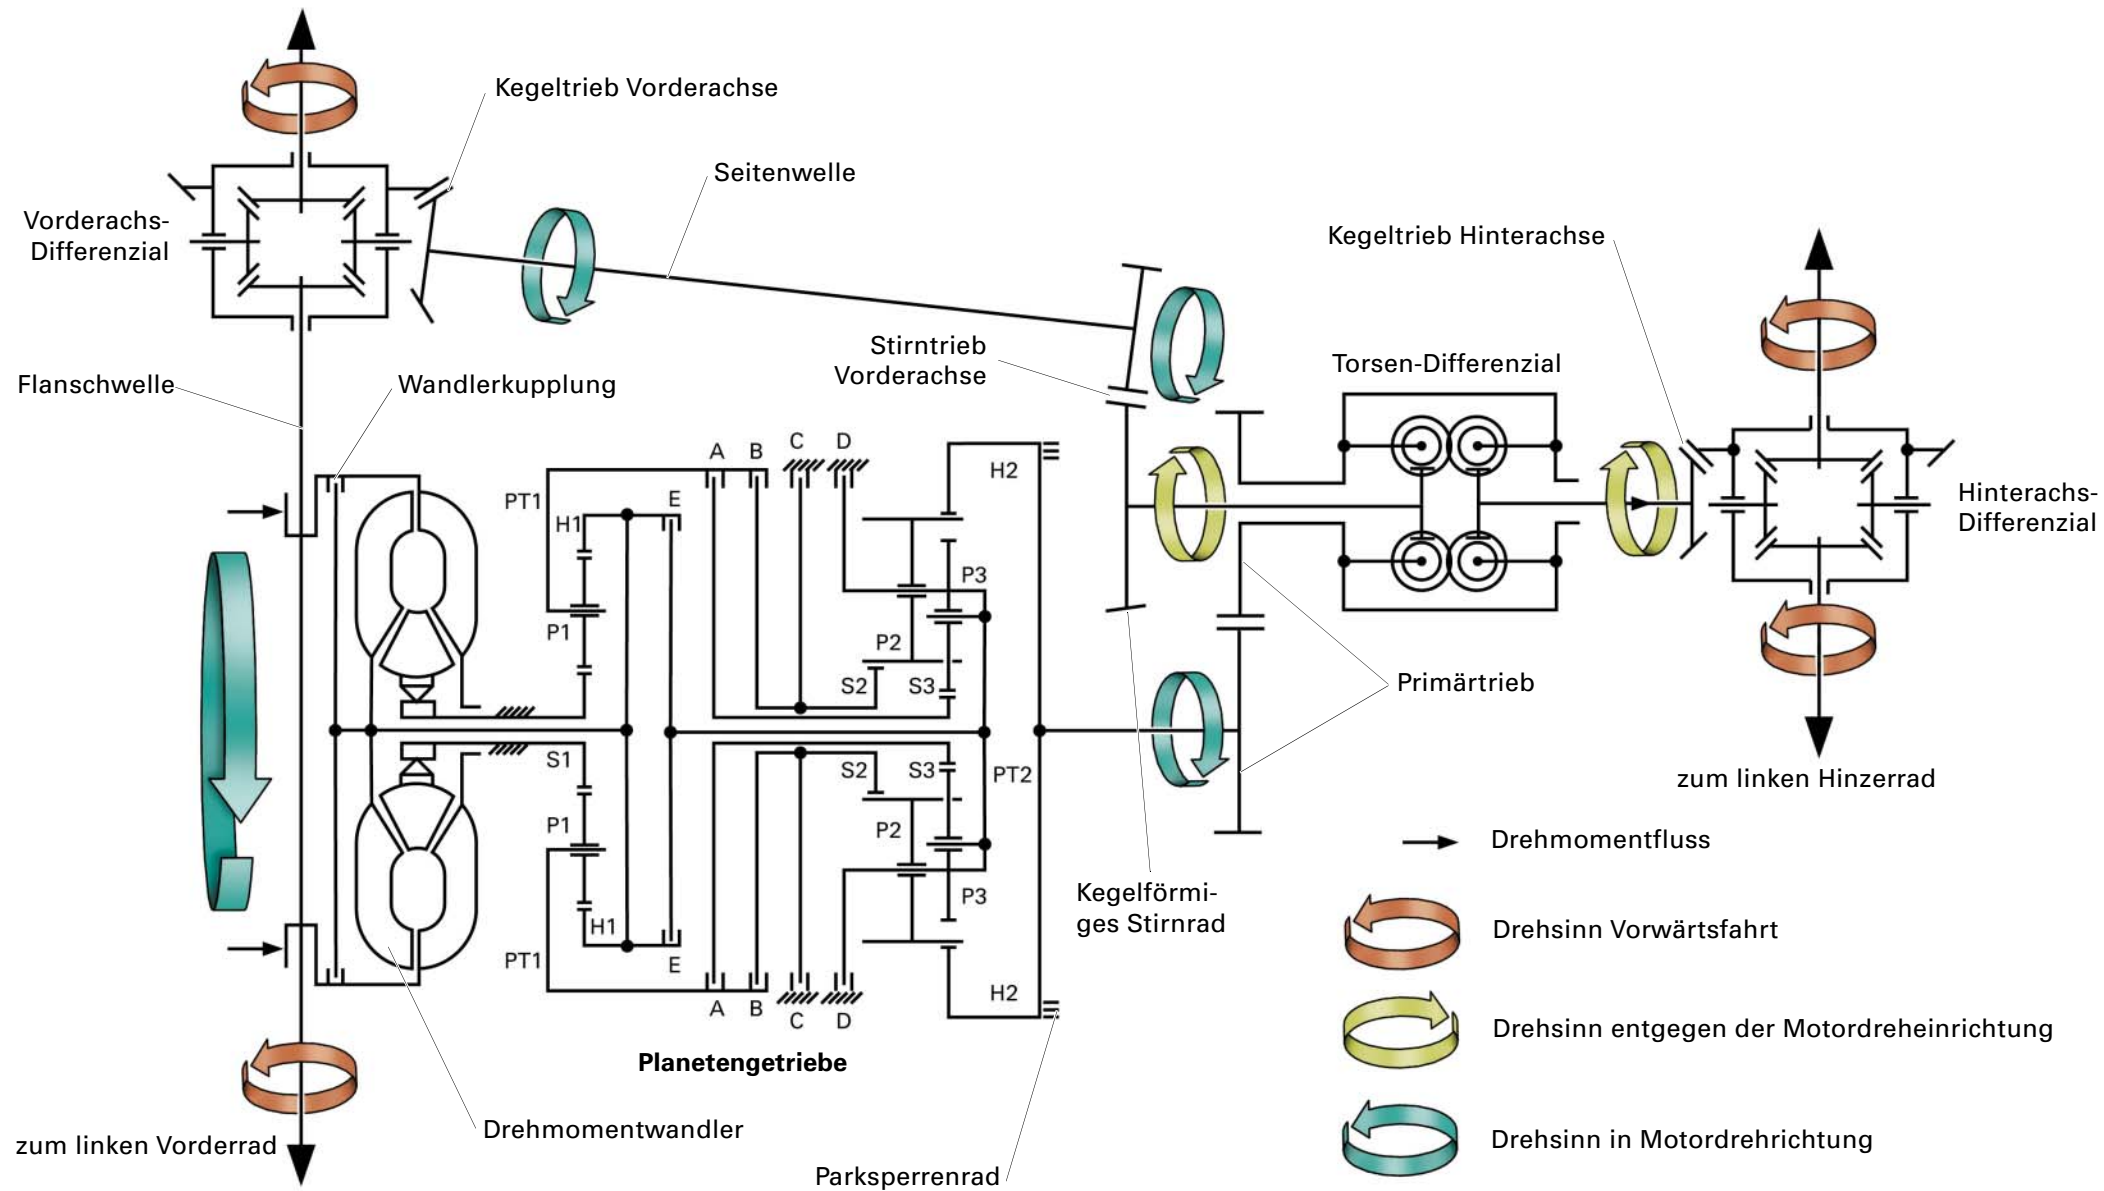 Kegeltrieb Vorderachse
Seitenwelle
Vorderachs-
Differenzial
Kegeltrieb Hinterachse
Stirntrieb
Vorderachse
Torsen-Differenzial
Flanschwelle
Wandlerkupplung
A
B
C
D
PT1
H1
E
H2
P1
P2
P3
S2
S3
Hinterachs-
Differenzial
Primärtrieb
S1
S2
S3
PT2
P1
P2
P3
H1
E
PT1
H2
A
B
C
D
zum linken Hinzerrad
Kegelförmi-
ges Stirnrad
Drehmomentfluss
Drehsinn Vorwärtsfahrt
Drehsinn entgegen der Motordreheinrichtung
Drehsinn in Motordrehrichtung
Planetengetriebe
Drehmomentwandler
zum linken Vorderrad
Parksperrenrad